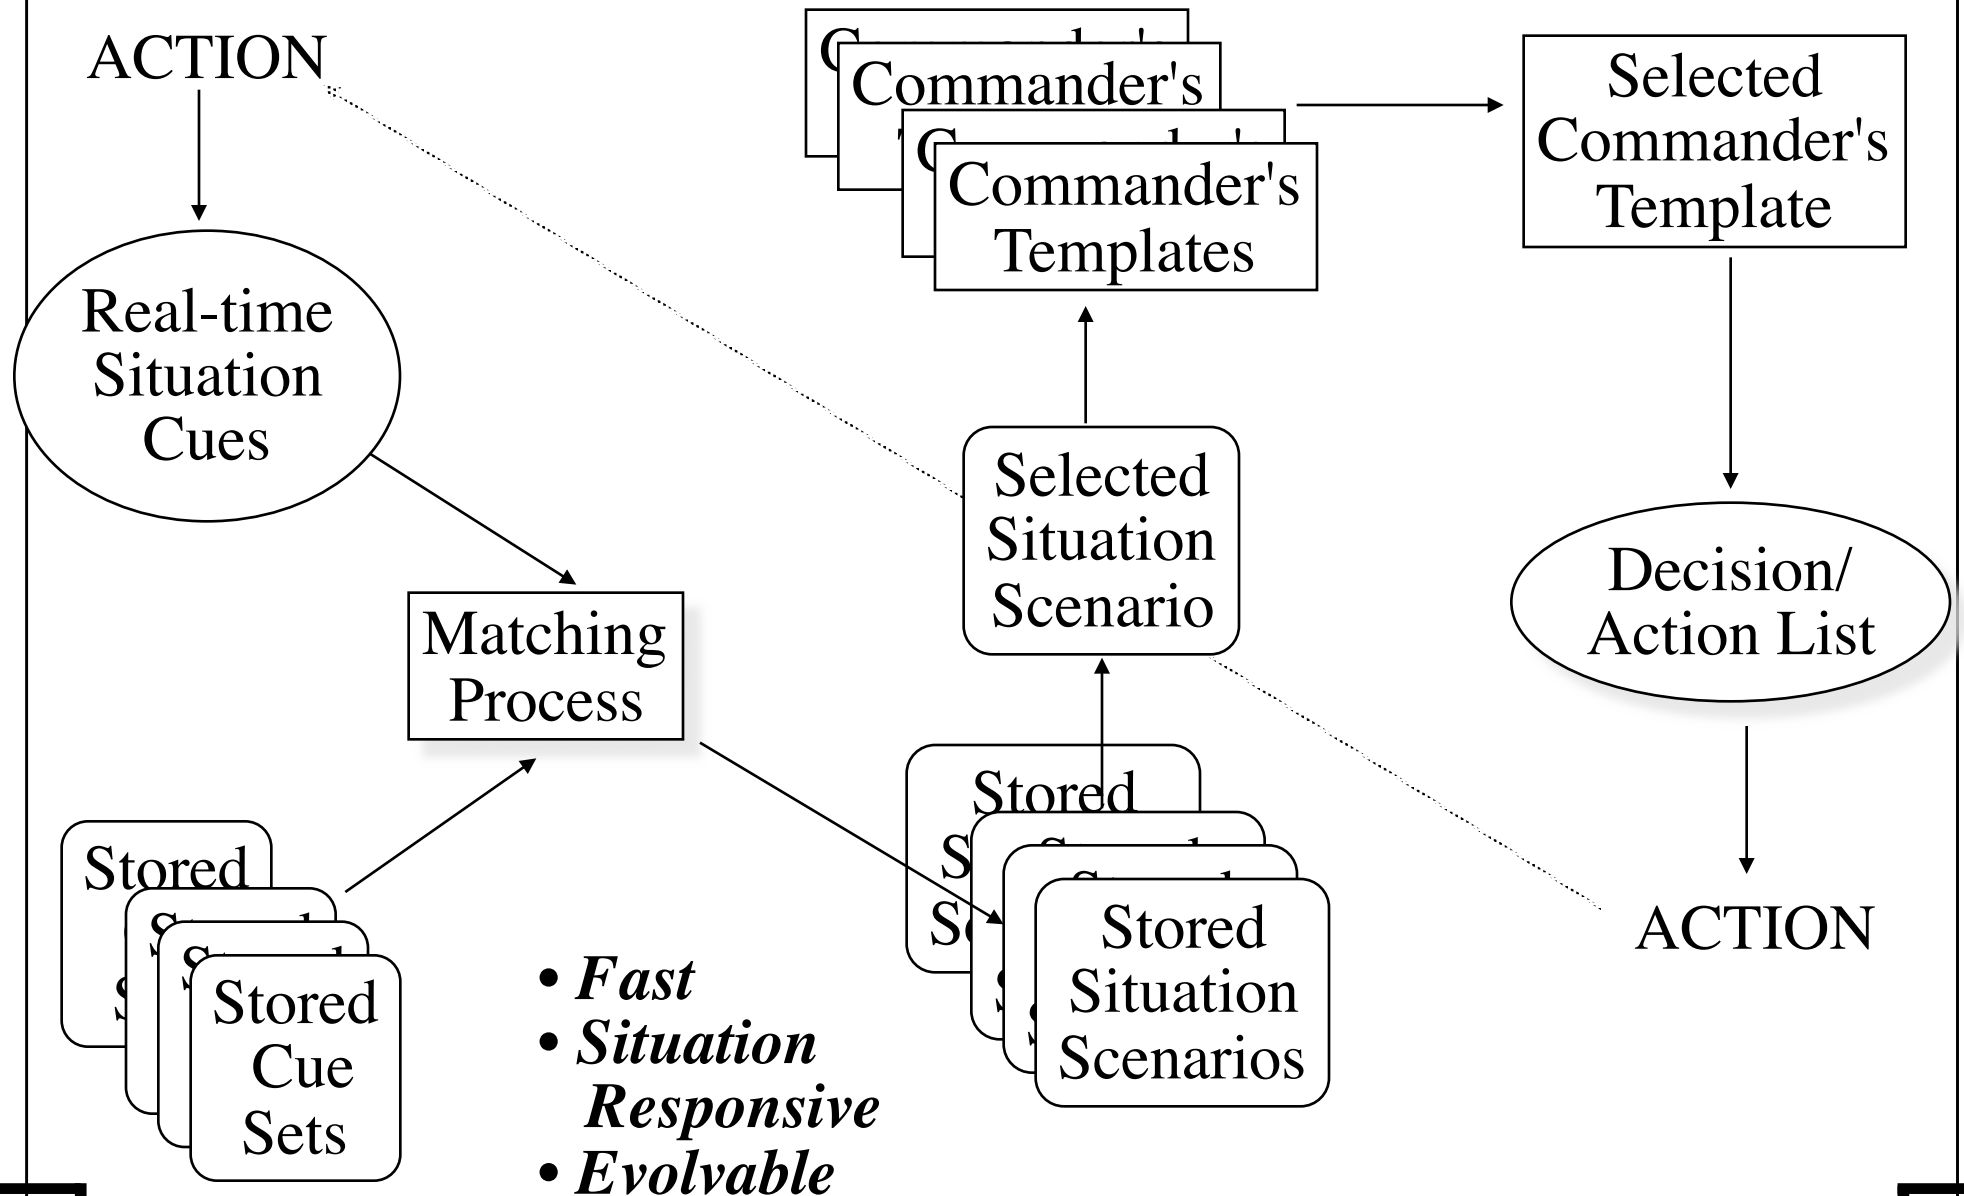 ACTION
Real-time
Situation
Cues
Matching
Process
Stored
Stored
Cue
Sets
• Fast
• Situation
Responsive
• Evolvable
Stored
Stored
Situation
Scenarios
Selected
Situation
Scenario
Commander's
Commander's
Templates
Selected
Commander's
Template
Decision/
Action List
ACTION